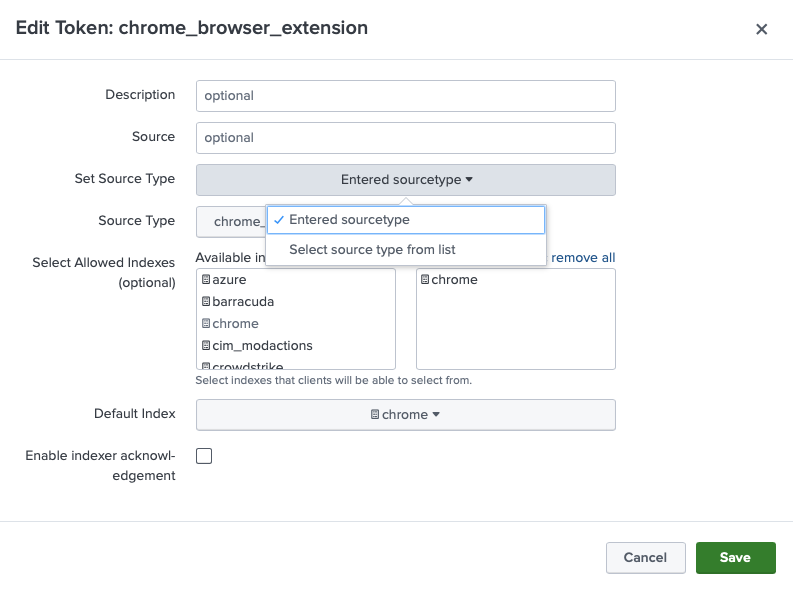 Edit Token: chrome_browser_extension
Description
optional
Source
optional
Set Source Type
Entered sourcetype
Source Type
chrome_
Entered sourcetype
Select source type from list
Select Allowed Indexes
(optional)
Available in
remove all
azure
barracuda
chrome
cim_modactions
crowdstrike
chrome
Select indexes that clients will be able to select from.
Default Index
chrome
Enable indexer acknowl-
edgement
Cancel
Save